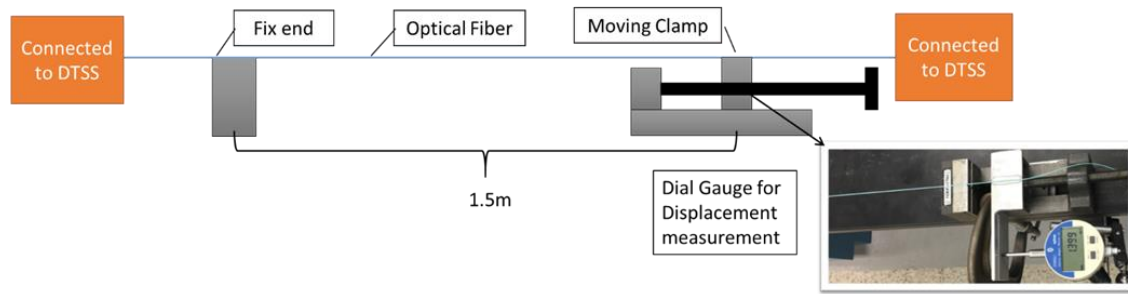 Connected
to DTSS
Fix end
Optical Fiber
Moving Clamp
Connected
to DTSS
1.5m
Dial Gauge for
Displacement
measurement